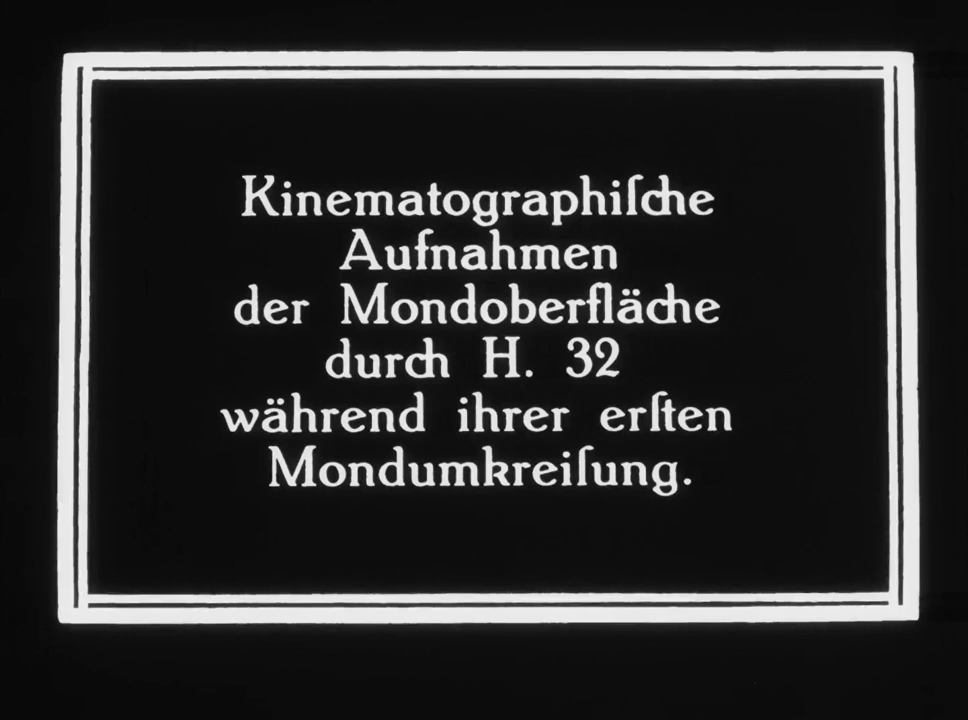 Kinematographiſche
Aufnahmen
der Mondoberfläche
durch H. 32
während ihrer erſten
Mondumkreiſung.